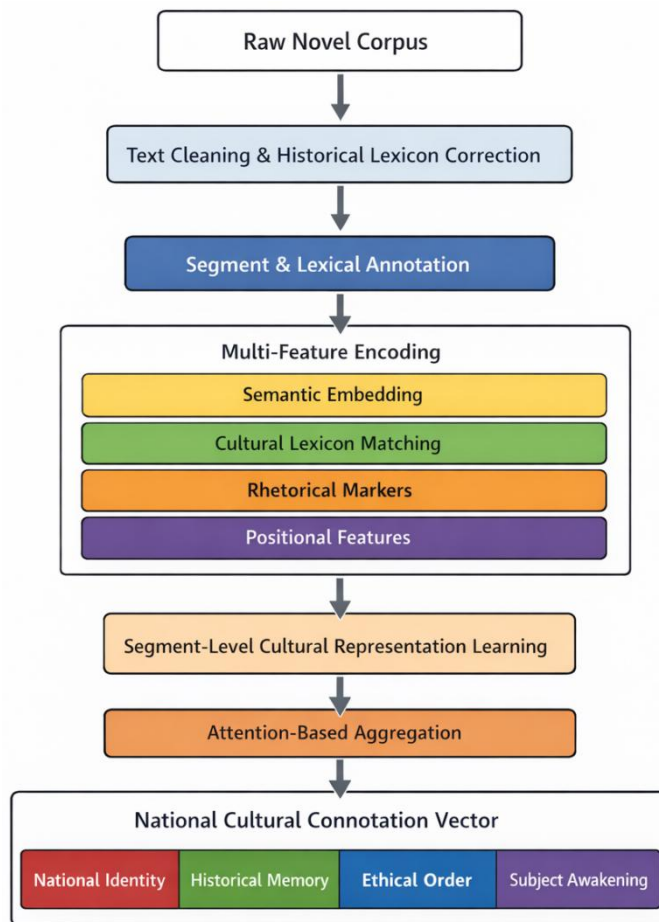 Raw Novel Corpus
Text Cleaning & Historical Lexicon Correction
Segment & Lexical Annotation
Multi-Feature Encoding
Semantic Embedding
Cultural Lexicon Matching
Rhetorical Markers
Positional Features
Segment-Level Cultural Representation Learning
Attention-Based Aggregation
National Cultural Connotation Vector
National Identity Historical Memory Ethical Order Subject Awakening